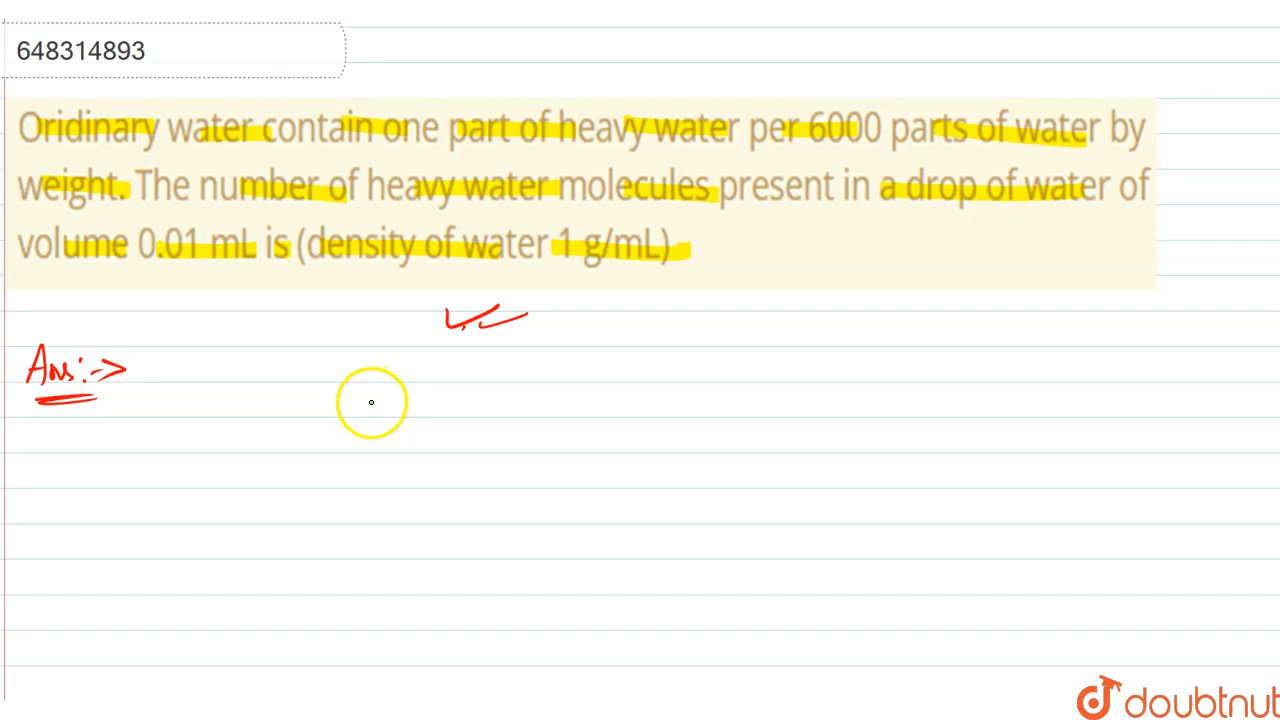 648314893
Oridinary water contain one part of heavy water per 6000 parts of water by
weight. The number of heavy water molecules present in a drop of water of
volume 0.01 mL is (density of water 1 g/mL)
Ans:->
doubtnut